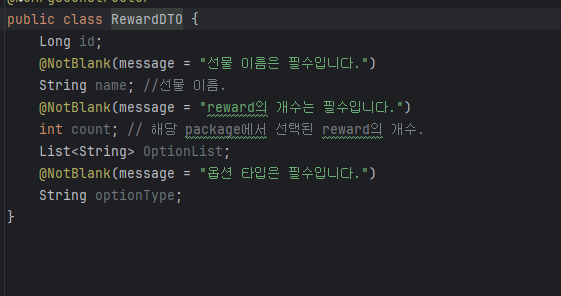 public class RewardDTO {
Long id;
@NotBlank(message = "선물 이름은 필수입니다.")
String name; //선물 이름.
@NotBlank(message = "reward의 개수는 필수입니다.")
int count; // 해당 package에서 선택된 reward의 개수.
List<String> OptionList;
@NotBlank(message = "옵션 타입은 필수입니다.")
String optionType;
}